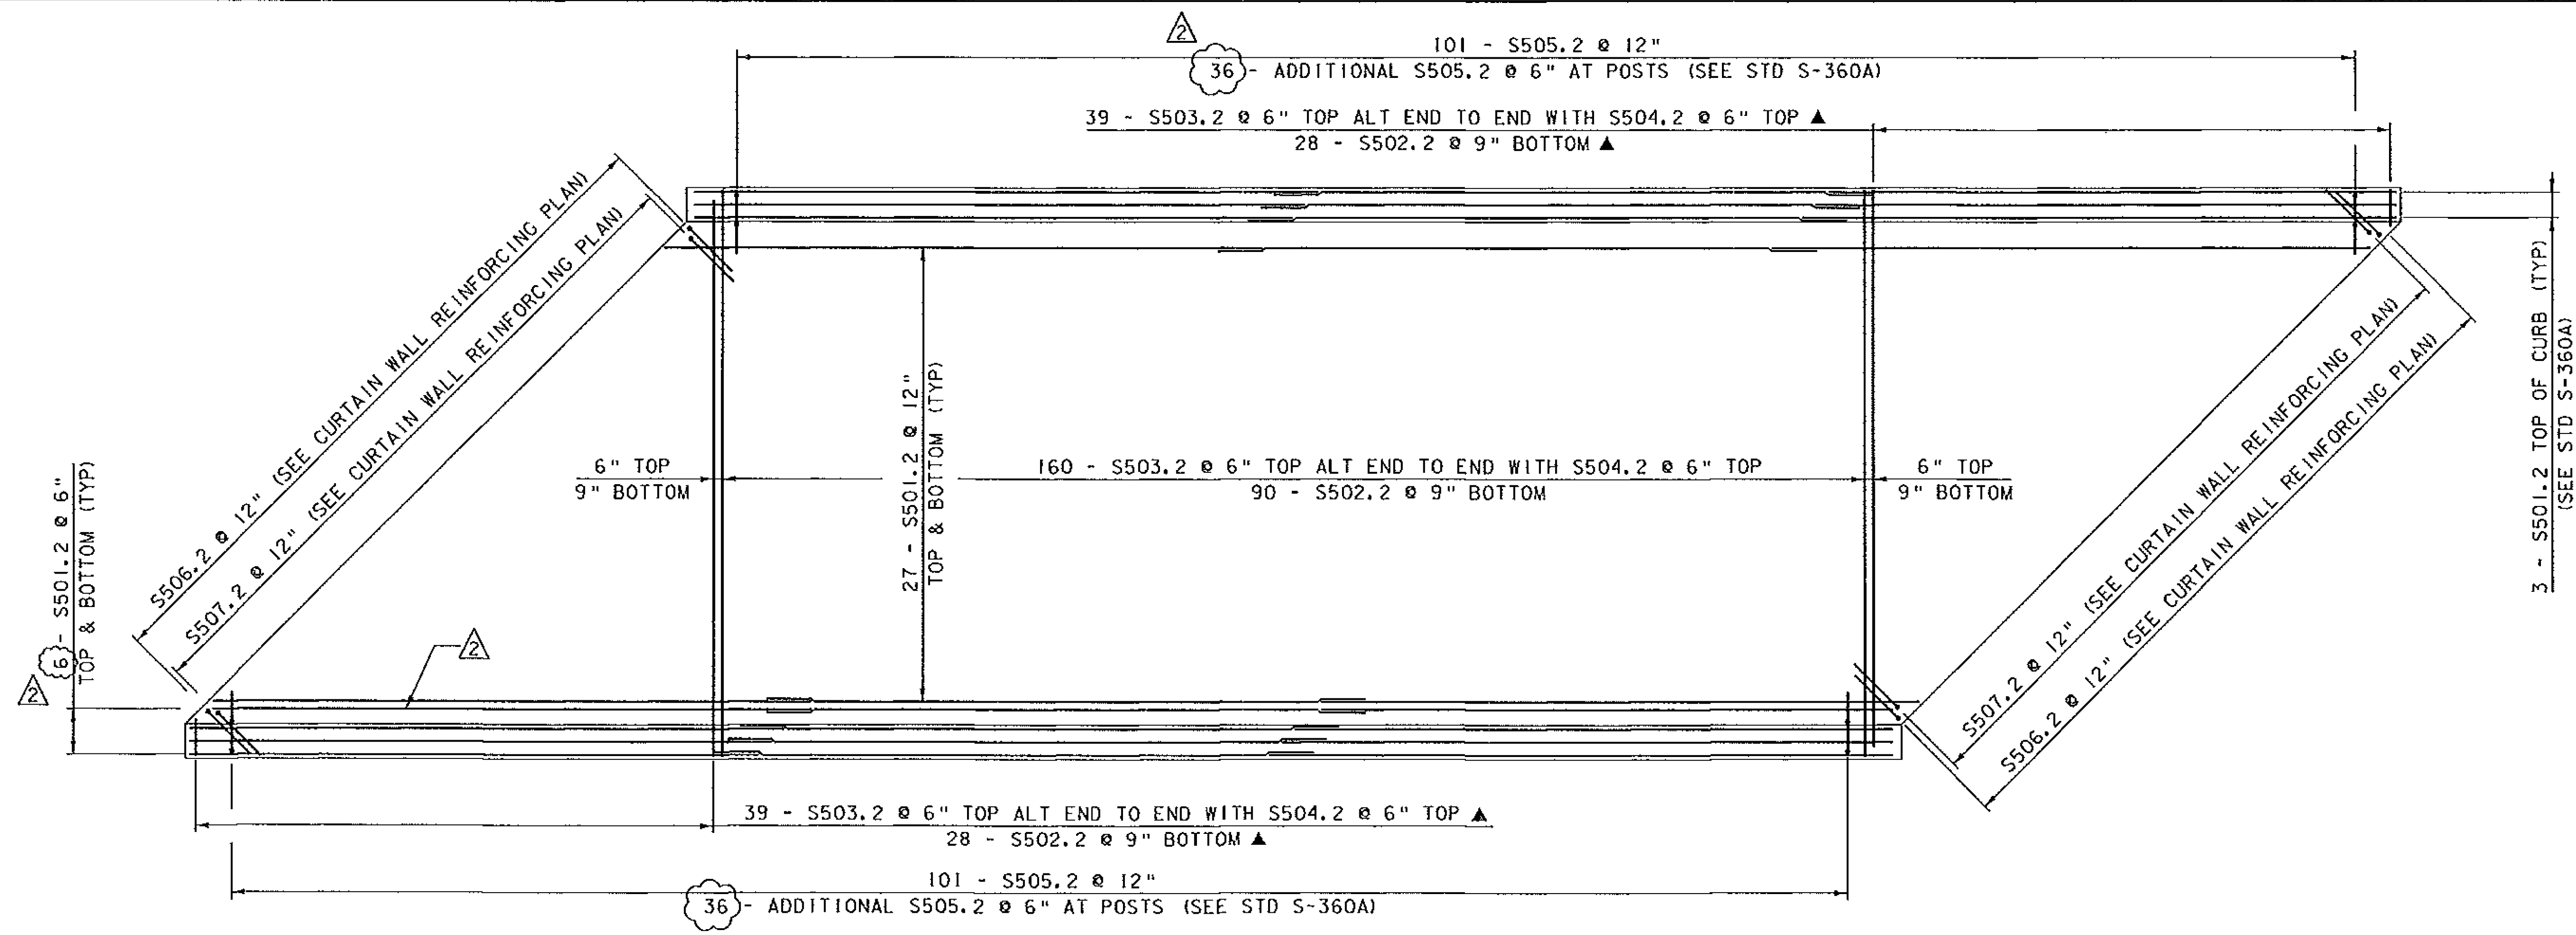 2
101 - S505.2 @ 12"
36 - ADDITIONAL S505.2 @ 6" AT POSTS (SEE STD S-360A)
39 - S503.2 @ 6" TOP ALT END TO END WITH S504.2 @ 6" TOP ▲
28 - S502.2 @ 9" BOTTOM ▲
S506.2 @ 12" (SEE CURTAIN WALL REINFORCING PLAN)
S507.2 @ 12" (SEE CURTAIN WALL REINFORCING PLAN)
3 - S501.2 TOP OF CURB (TYP)
(SEE STD S-360A)
27 - S501.2 @ 12"
TOP & BOTTOM (TYP)
6" TOP
9" BOTTOM
160 - S503.2 @ 6" TOP ALT END TO END WITH S504.2 @ 6" TOP
90 - S502.2 @ 9" BOTTOM
6" TOP
9" BOTTOM
6 - S501.2 @ 6"
TOP & BOTTOM (TYP)
2
2
S507.2 @ 12" (SEE CURTAIN WALL REINFORCING PLAN)
S506.2 @ 12" (SEE CURTAIN WALL REINFORCING PLAN)
39 - S503.2 @ 6" TOP ALT END TO END WITH S504.2 @ 6" TOP ▲
28 - S502.2 @ 9" BOTTOM ▲
101 - S505.2 @ 12"
36 - ADDITIONAL S505.2 @ 6" AT POSTS (SEE STD S-360A)